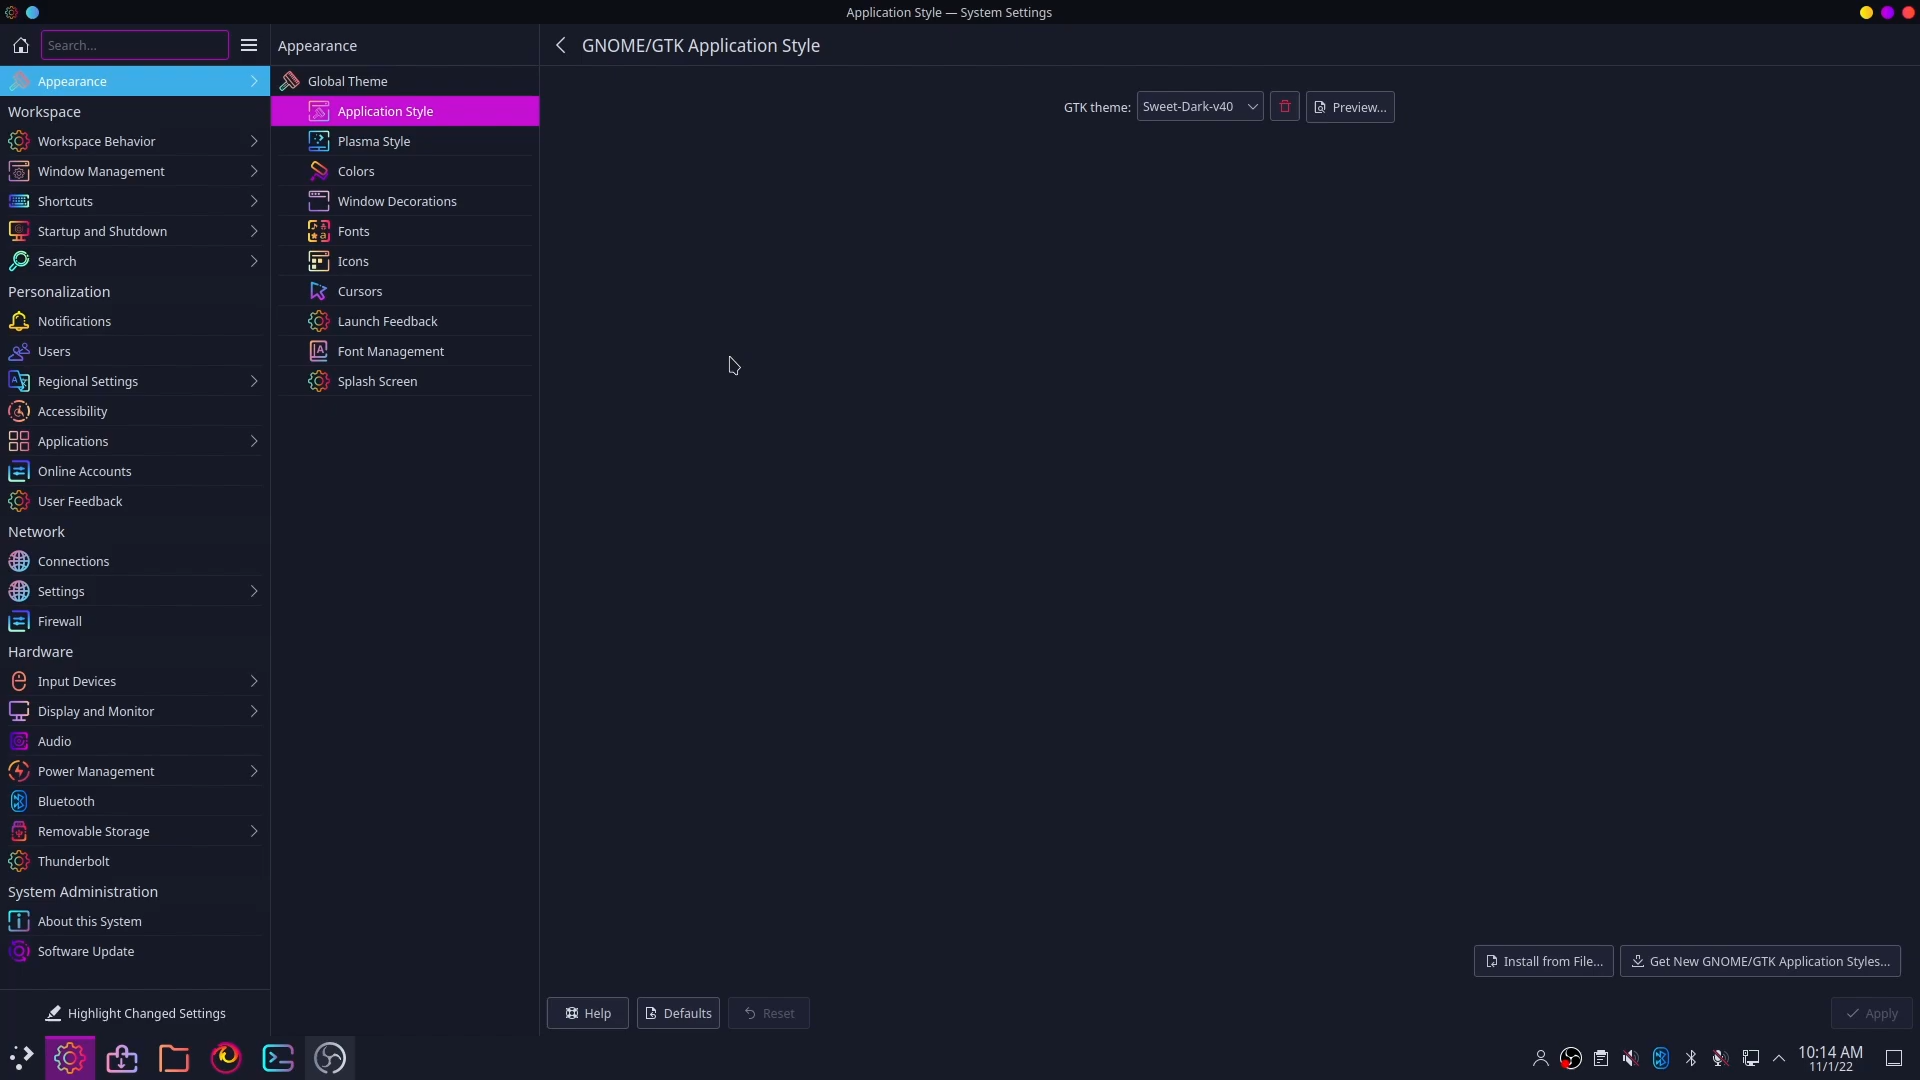 Application Style — System Settings
Search...
Appearance
Workspace
Workspace Behavior
Window Management
Shortcuts
Startup and Shutdown
Search
Personalization
Notifications
Users
Regional Settings
Accessibility
Applications
Online Accounts
User Feedback
Network
Connections
Settings
Firewall
Hardware
Input Devices
Display and Monitor
Audio
Power Management
Bluetooth
Removable Storage
Thunderbolt
System Administration
About this System
Software Update
Highlight Changed Settings
Appearance
Global Theme
Application Style
Plasma Style
Colors
Window Decorations
Fonts
Icons
Cursors
Launch Feedback
Font Management
Splash Screen
GNOME/GTK Application Style
GTK theme: Sweet-Dark-v40 Preview...
Install from File... Get New GNOME/GTK Application Styles...
Help Defaults Reset Apply
10:14 AM
11/1/22